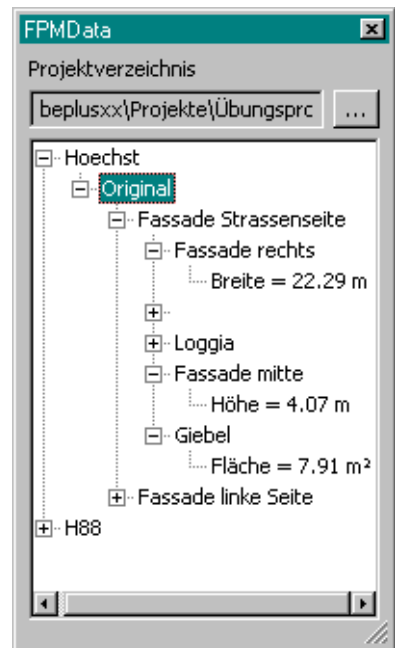 FPMData
Projektverzeichnis
beplusxx\Projekte\Übungsprc ...
Hoechst
Original
Fassade Strassenseite
Fassade rechts
Breite = 22.29 m
Loggia
Fassade mitte
Höhe = 4.07 m
Giebel
Fläche = 7.91 m²
Fassade linke Seite
H88